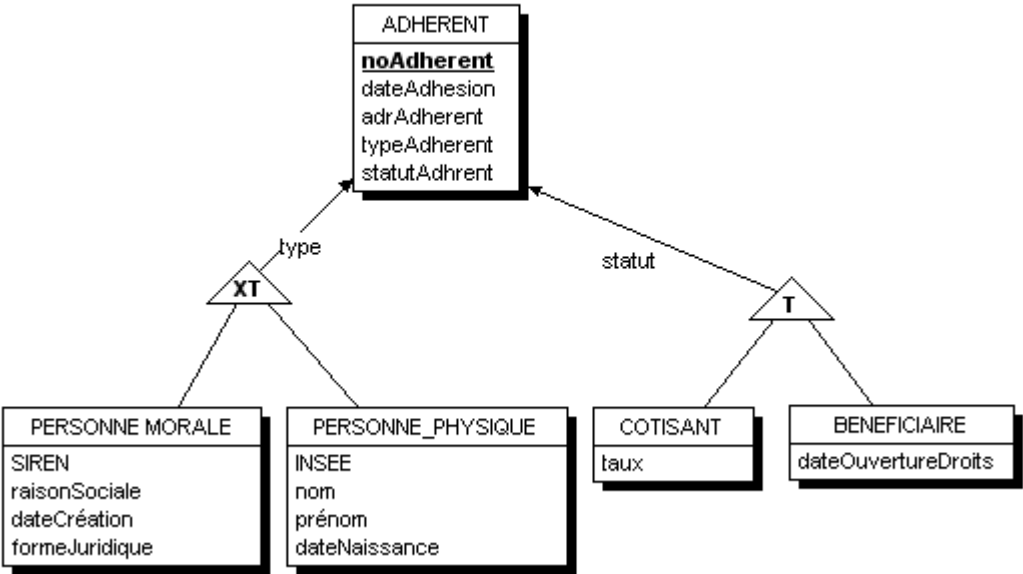 ADHERENT
noAdherent
dateAdhesion
adrAdherent
typeAdherent
statutAdhrent
type
statut
XT
T
PERSONNE MORALE
SIREN
raisonSociale
dateCréation
formeJuridique
PERSONNE_PHYSIQUE
INSEE
nom
prénom
dateNaissance
COTISANT
taux
BENEFICIAIRE
dateOuvertureDroits